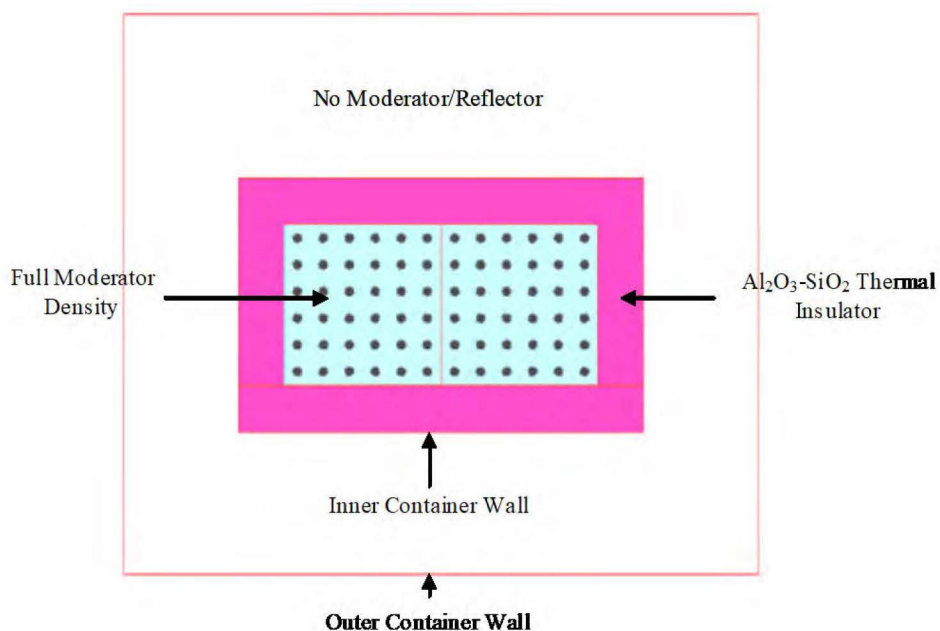 No Moderator/Reflector
Full Moderator
Density
Al₂O₃-SiO₂ Thermal
Insulator
Inner Container Wall
Outer Container Wall